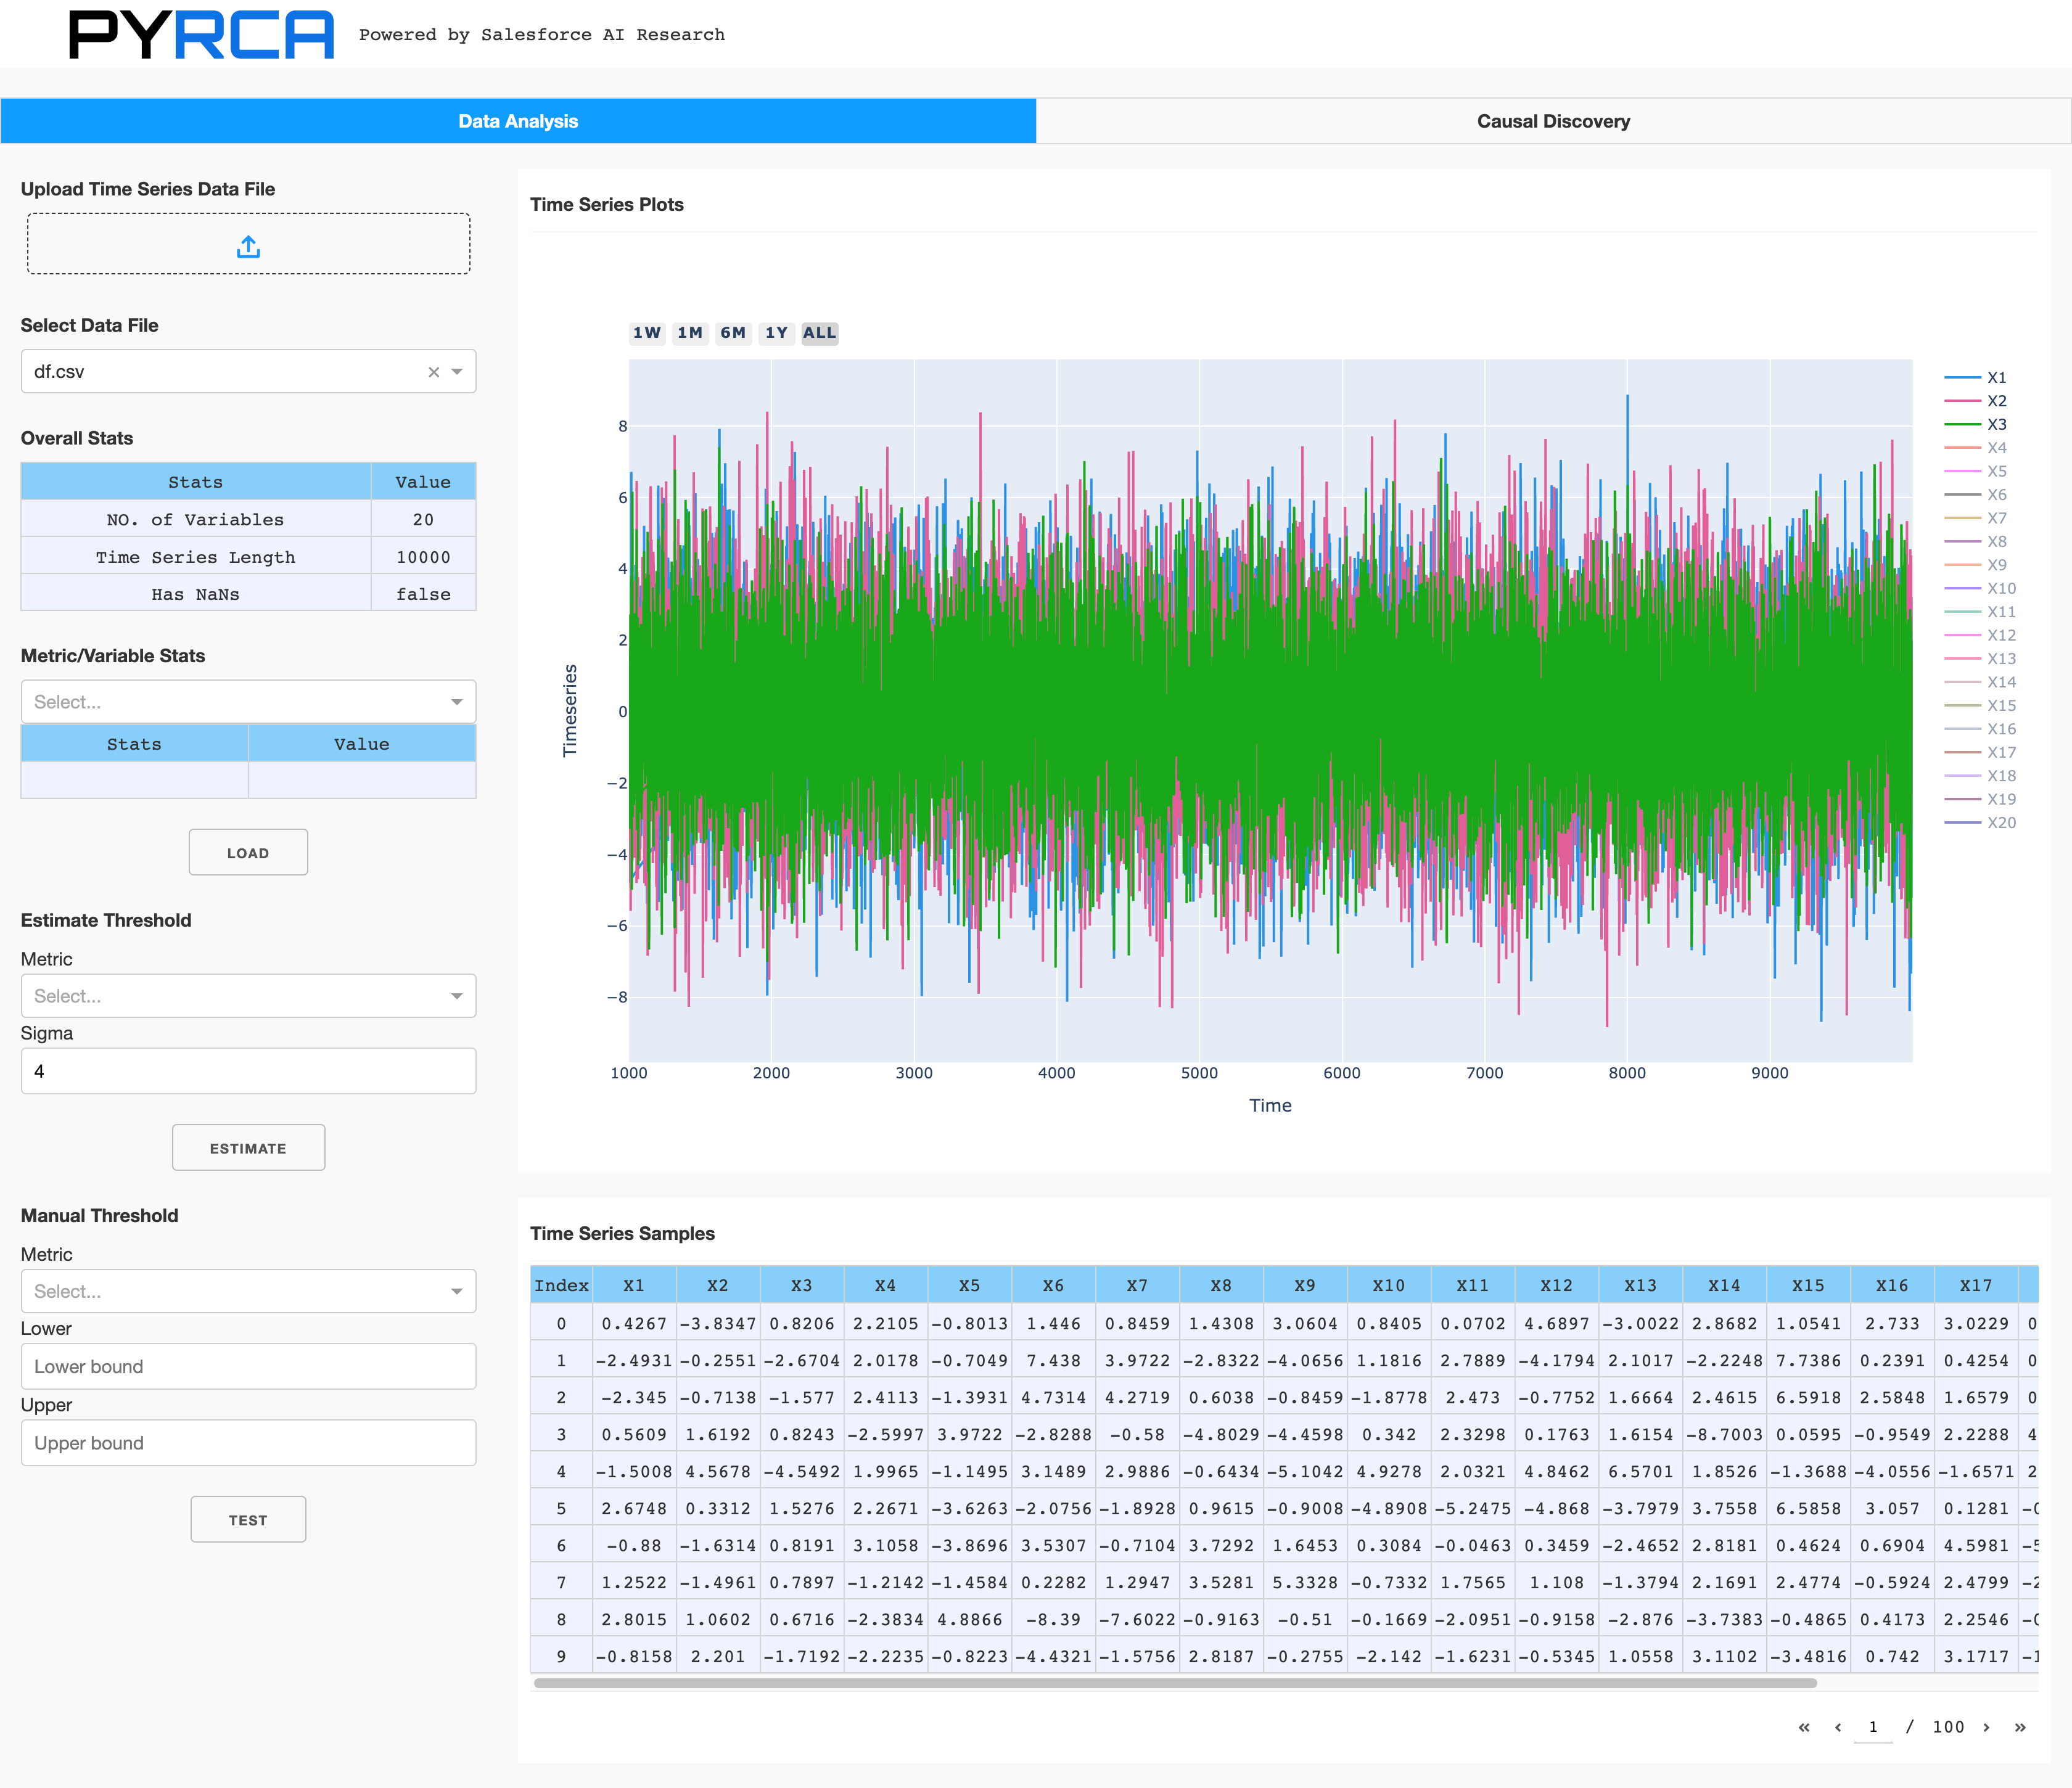 PYRCA Powered by Salesforce AI Research
Data Analysis Causal Discovery
Upload Time Series Data File
Select Data File
df.csv
Overall Stats
Stats Value
NO. of Variables 20
Time Series Length 10000
Has NaNs false
Metric/Variable Stats
Select...
Stats Value
LOAD
Estimate Threshold
Metric
Select...
Sigma
4
ESTIMATE
Manual Threshold
Metric
Select...
Lower
Lower bound
Upper
Upper bound
TEST
Time Series Plots
1W 1M 6M 1Y ALL
8
6
4
2
0
−2
−4
−6
−8
Timeseries
1000 2000 3000 4000 5000 6000 7000 8000 9000
Time
X1
X2
X3
X4
X5
X6
X7
X8
X9
X10
X11
X12
X13
X14
X15
X16
X17
X18
X19
X20
Time Series Samples
Index X1 X2 X3 X4 X5 X6 X7 X8 X9 X10 X11 X12 X13 X14 X15 X16 X17
0 0.4267 -3.8347 0.8206 2.2105 -0.8013 1.446 0.8459 1.4308 3.0604 0.8405 0.0702 4.6897 -3.0022 2.8682 1.0541 2.733 3.0229 0
1 -2.4931 -0.2551 -2.6704 2.0178 -0.7049 7.438 3.9722 -2.8322 -4.0656 1.1816 2.7889 -4.1794 2.1017 -2.2248 7.7386 0.2391 0.4254 0
2 -2.345 -0.7138 -1.577 2.4113 -1.3931 4.7314 4.2719 0.6038 -0.8459 -1.8778 2.473 -0.7752 1.6664 2.4615 6.5918 2.5848 1.6579 0
3 0.5609 1.6192 0.8243 -2.5997 3.9722 -2.8288 -0.58 -4.8029 -4.4598 0.342 2.3298 0.1763 1.6154 -8.7003 0.0595 -0.9549 2.2288 4
4 -1.5008 4.5678 -4.5492 1.9965 -1.1495 3.1489 2.9886 -0.6434 -5.1042 4.9278 2.0321 4.8462 6.5701 1.8526 -1.3688 -4.0556 -1.6571 2
5 2.6748 0.3312 1.5276 2.2671 -3.6263 -2.0756 -1.8928 0.9615 -0.9008 -4.8908 -5.2475 -4.868 -3.7979 3.7558 6.5858 3.057 0.1281
6 -0.88 -1.6314 0.8191 3.1058 -3.8696 3.5307 -0.7104 3.7292 1.6453 0.3084 -0.0463 0.3459 -2.4652 2.8181 0.4624 0.6904 4.5981
7 1.2522 -1.4961 0.7897 -1.2142 -1.4584 0.2282 1.2947 3.5281 5.3328 -0.7332 1.7565 1.108 -1.3794 2.1691 2.4774 -0.5924 2.4799
8 2.8015 1.0602 0.6716 -2.3834 4.8866 -8.39 -7.6022 -0.9163 -0.51 -0.1669 -2.0951 -0.9158 -2.876 -3.7383 -0.4865 0.4173 2.2546
9 -0.8158 2.201 -1.7192 -2.2235 -0.8223 -4.4321 -1.5756 2.8187 -0.2755 -2.142 -1.6231 -0.5345 1.0558 3.1102 -3.4816 0.742 3.1717
« ‹ 1 / 100 › »